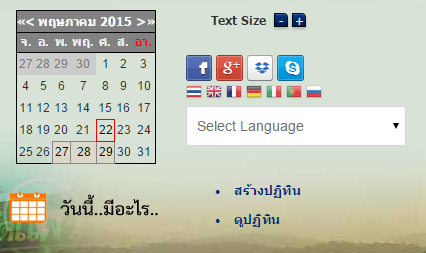 «< พฤษภาคม 2015 >»
จ. อ. พ. พฤ. ศ. ส. อา.
27 28 29 30 1 2 3
4 5 6 7 8 9 10
11 12 13 14 15 16 17
18 19 20 21 22 23 24
25 26 27 28 29 30 31
วันนี้..มีอะไร..
Text Size - +
f g+
Select Language
สร้างปฏิทิน
ดูปฏิทิน